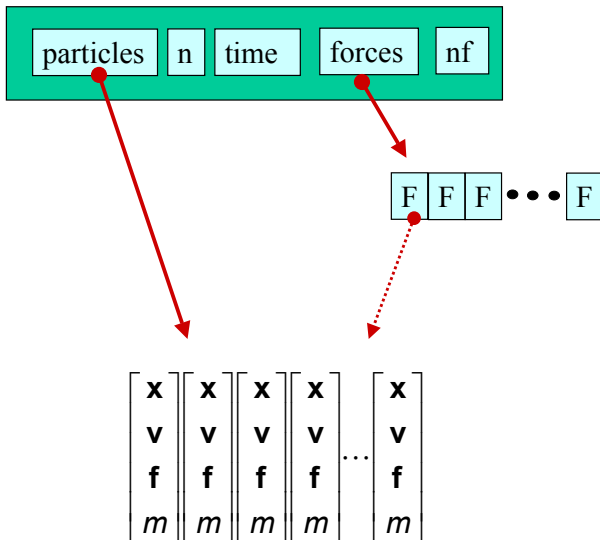 particles n time forces nf
F F F ••• F
x x x x x
v v v v v
f f f f ... f
m m m m m